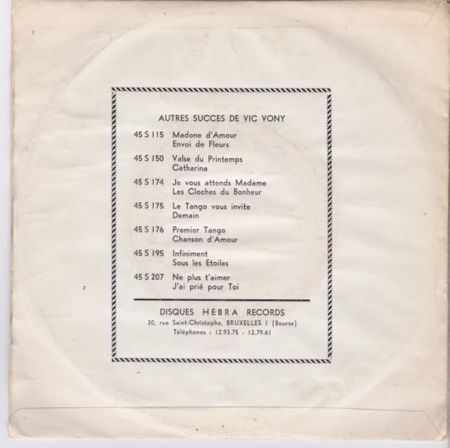 AUTRES SUCCES DE VIC VONY
45 S 115 Madone d'Amour
Envoi de Fleurs
45 S 150 Valse du Printemps
Catharina
45 S 174 Je vous attends Madame
Les Cloches du Bonheur
45 S 175 Le Tango vous invite
Demain
45 S 176 Premier Tango
Chanson d'Amour
45 S 195 Infiniment
Sous les Etoiles
45 S 207 Ne plus t'aimer
J'ai prié pour Toi
DISQUES HEBRA RECORDS
30, rue Saint-Christophe, BRUXELLES 1 (Bourse)
Téléphones : 12.93.78 - 12.79.61